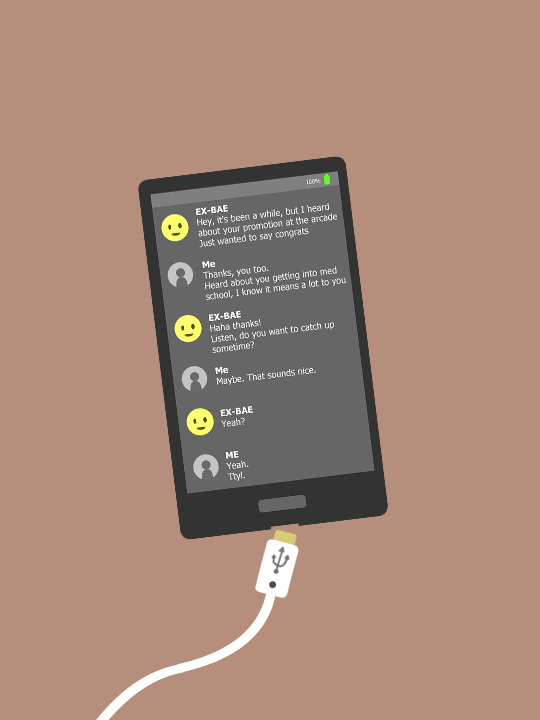 100%
EX-BAE
Hey, it's been a while, but I heard
about your promotion at the arcade
Just wanted to say congrats
Me
Thanks, you too.
Heard about you getting into med
school, I know it means a lot to you
EX-BAE
Haha thanks!
Listen, do you want to catch up
sometime?
Me
Maybe. That sounds nice.
EX-BAE
Yeah?
ME
Yeah.
Ttyl.